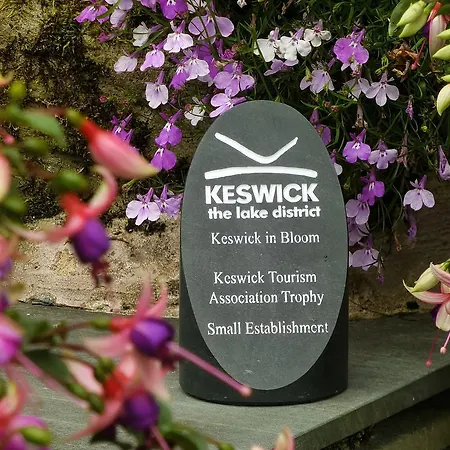 KESWICK
the lake district
Keswick in Bloom
Keswick Tourism
Association Trophy
Small Establishment